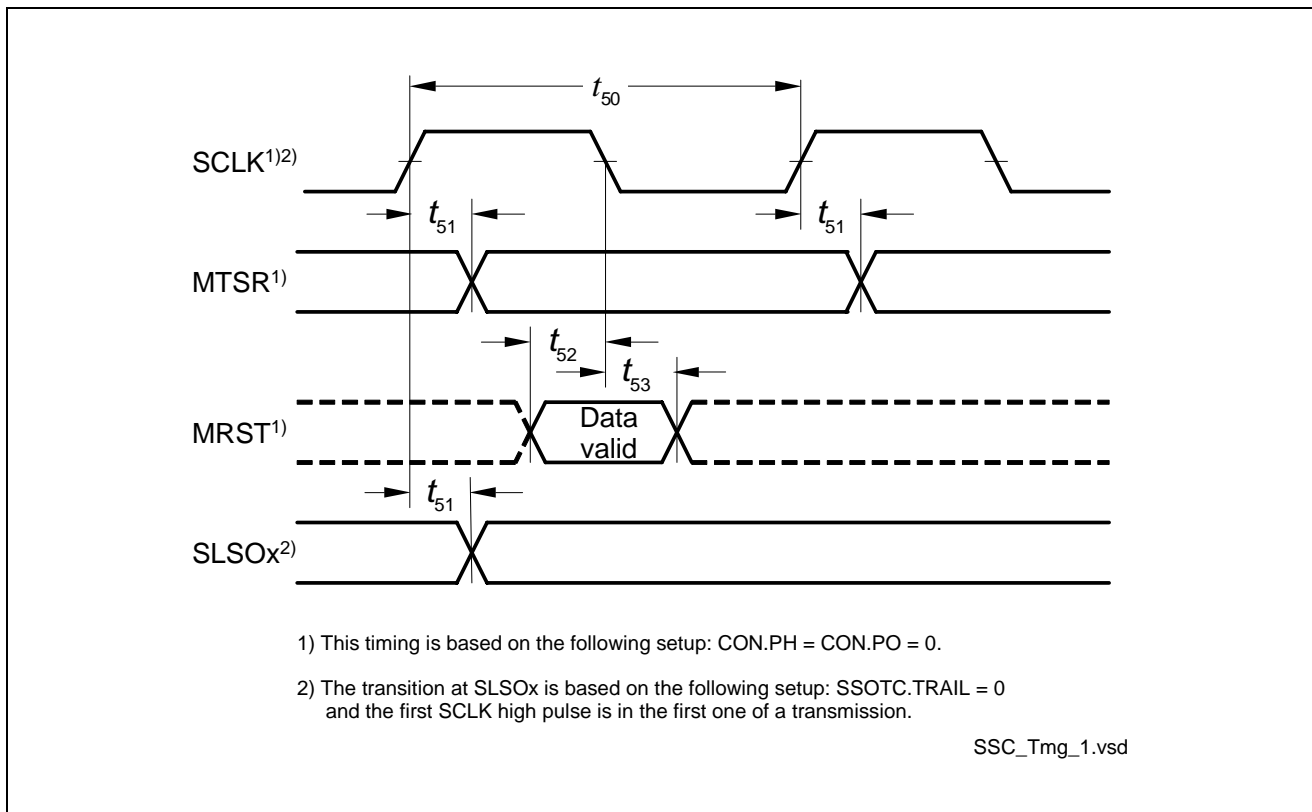 t50
SCLK1)2)
t51
t51
MTSR1)
t52
t53
MRST1)
Data
valid
t51
SLSOx2)
1) This timing is based on the following setup: CON.PH = CON.PO = 0.
2) The transition at SLSOx is based on the following setup: SSOTC.TRAIL = 0
and the first SCLK high pulse is in the first one of a transmission.
SSC_Tmg_1.vsd